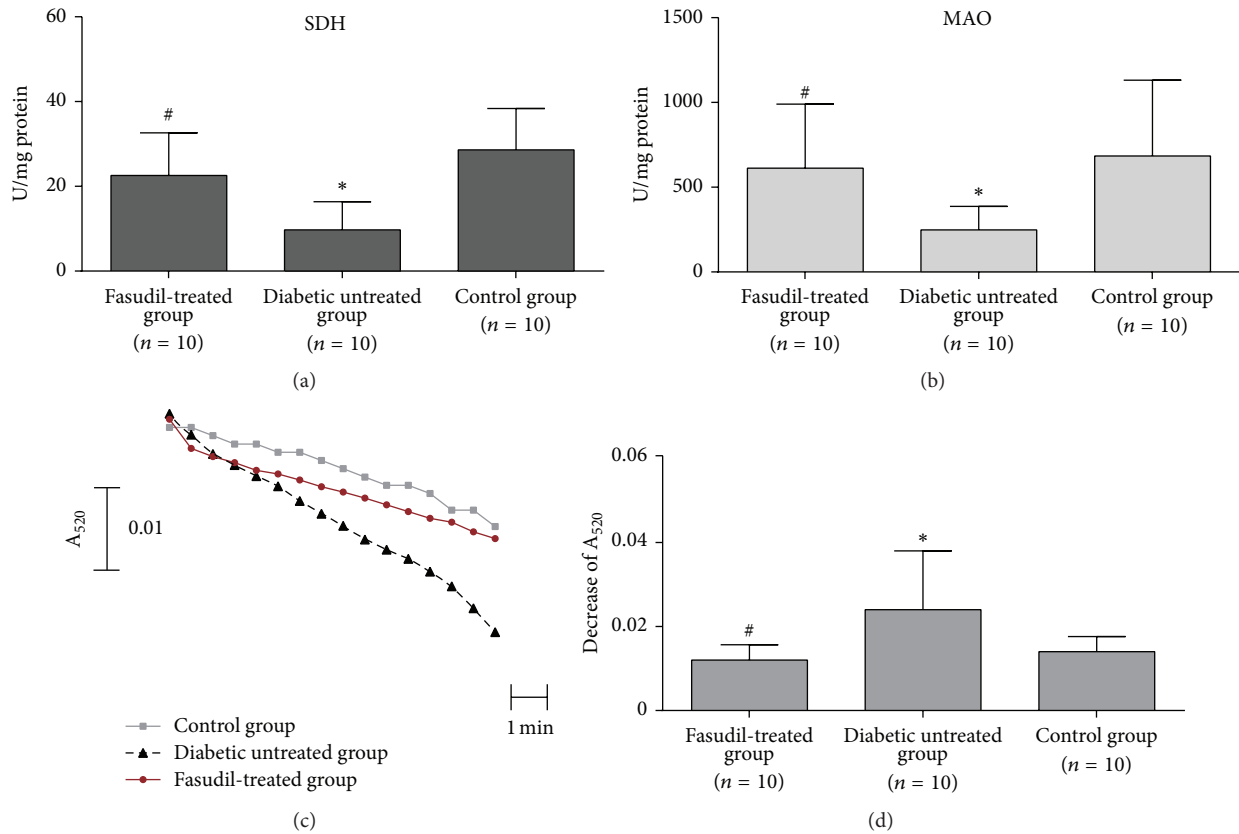 60
40
20
0
U/mg protein
SDH
#
*
Fasudil-treated
group
(n = 10)
Diabetic untreated
group
(n = 10)
Control group
(n = 10)
(a)
1500
1000
500
0
U/mg protein
MAO
#
*
Fasudil-treated
group
(n = 10)
Diabetic untreated
group
(n = 10)
Control group
(n = 10)
(b)
A520
0.01
1 min
Control group
Diabetic untreated group
Fasudil-treated group
(c)
0.06
0.04
0.02
0
Decrease of A520
#
*
Fasudil-treated
group
(n = 10)
Diabetic untreated
group
(n = 10)
Control group
(n = 10)
(d)